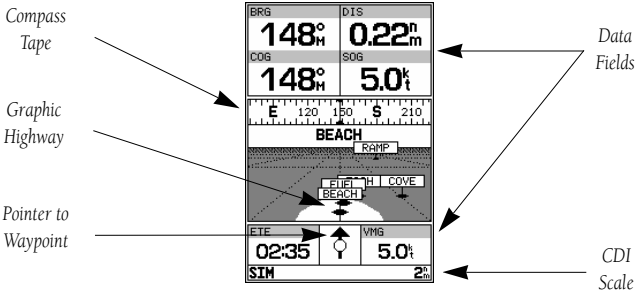 Compass
Tape
Graphic
Highway
Pointer to
Waypoint
BRG
DIS
148°M
0.22nm
COG
SOG
148°M
5.0kt
E 120 150 S 210
BEACH
RAMP
FUEL
COVE
BEACH
ETE
VMG
02:35
5.0kt
SIM
2nm
Data
Fields
CDI
Scale